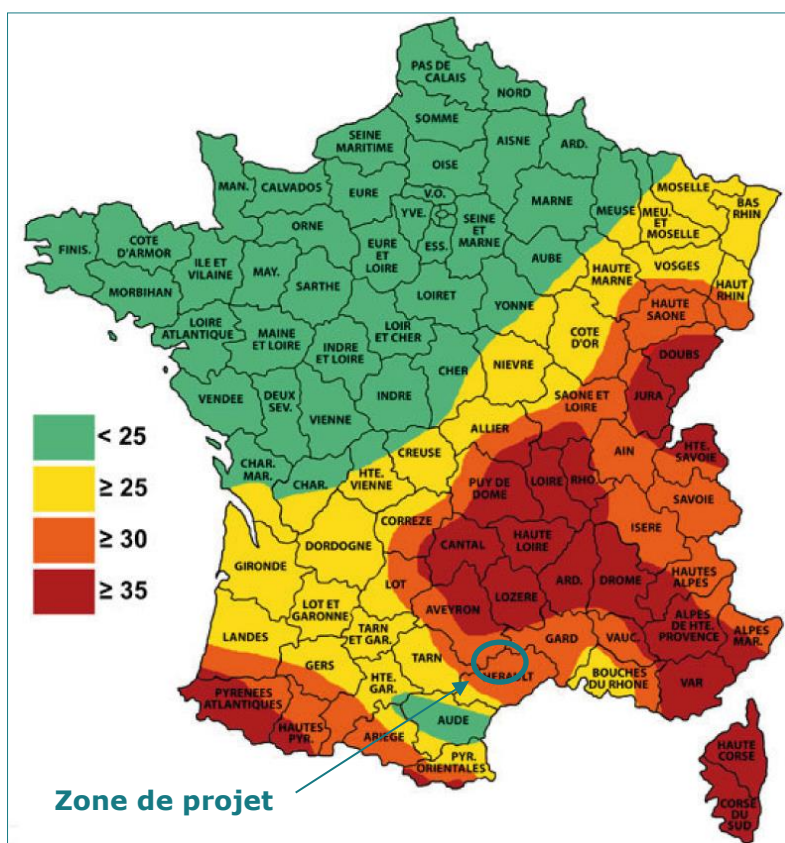 PAS DE
CALAIS
NORD
SOMME
SEINE
MARITIME
AISNE
ARD.
OISE
MAN.
CALVADOS
EURE
V.O.
MARNE
MEUSE
MOSELLE
MEU.
ET
MOSELLE
BAS
RHIN
FINIS.
COTE
D'ARMOR
ILE ET
VILAINE
ORNE
YVE.
ESS.
SEINE
ET
MARNE
EURE
ET
LOIRE
AUBE
HAUTE
MARNE
VOSGES
HAUT
RHIN
MORBIHAN
MAY.
SARTHE
LOIRET
YONNE
HAUTE
SAONE
LOIRE
ATLANTIQUE
MAINE
ET LOIRE
INDRE
ET LOIRE
LOIR
ET CHER
CHER
NIEVRE
COTE
D'OR
DOUBS
VENDEE
DEUX
SEV.
VIENNE
INDRE
SAONE ET
LOIRE
JURA
< 25
ALLIER
CHAR.
MAR.
CHAR.
HTE.
VIENNE
CREUSE
AIN
HTE.
SAVOIE
≥ 25
PUY DE
DOME
LOIRE
RHO.
SAVOIE
≥ 30
CORREZE
ISERE
≥ 35
GIRONDE
DORDOGNE
CANTAL
HAUTE
LOIRE
LOT
LOZERE
ARD.
DROME
HAUTES
ALPES
LOT ET
GARONNE
AVEYRON
LANDES
TARN
ET GAR.
TARN
GARD
VAUC.
ALPES
DE HTE.
PROVENCE
ALPES
MAR.
GERS
HTE.
GAR.
HERAULT
BOUCHES
DU RHONE
VAR
PYRENEES
ATLANTIQUES
HAUTES
PYR.
ARIEGE
AUDE
PYR.
ORIENTALES
HAUTE
CORSE
CORSE
DU
SUD
Zone de projet